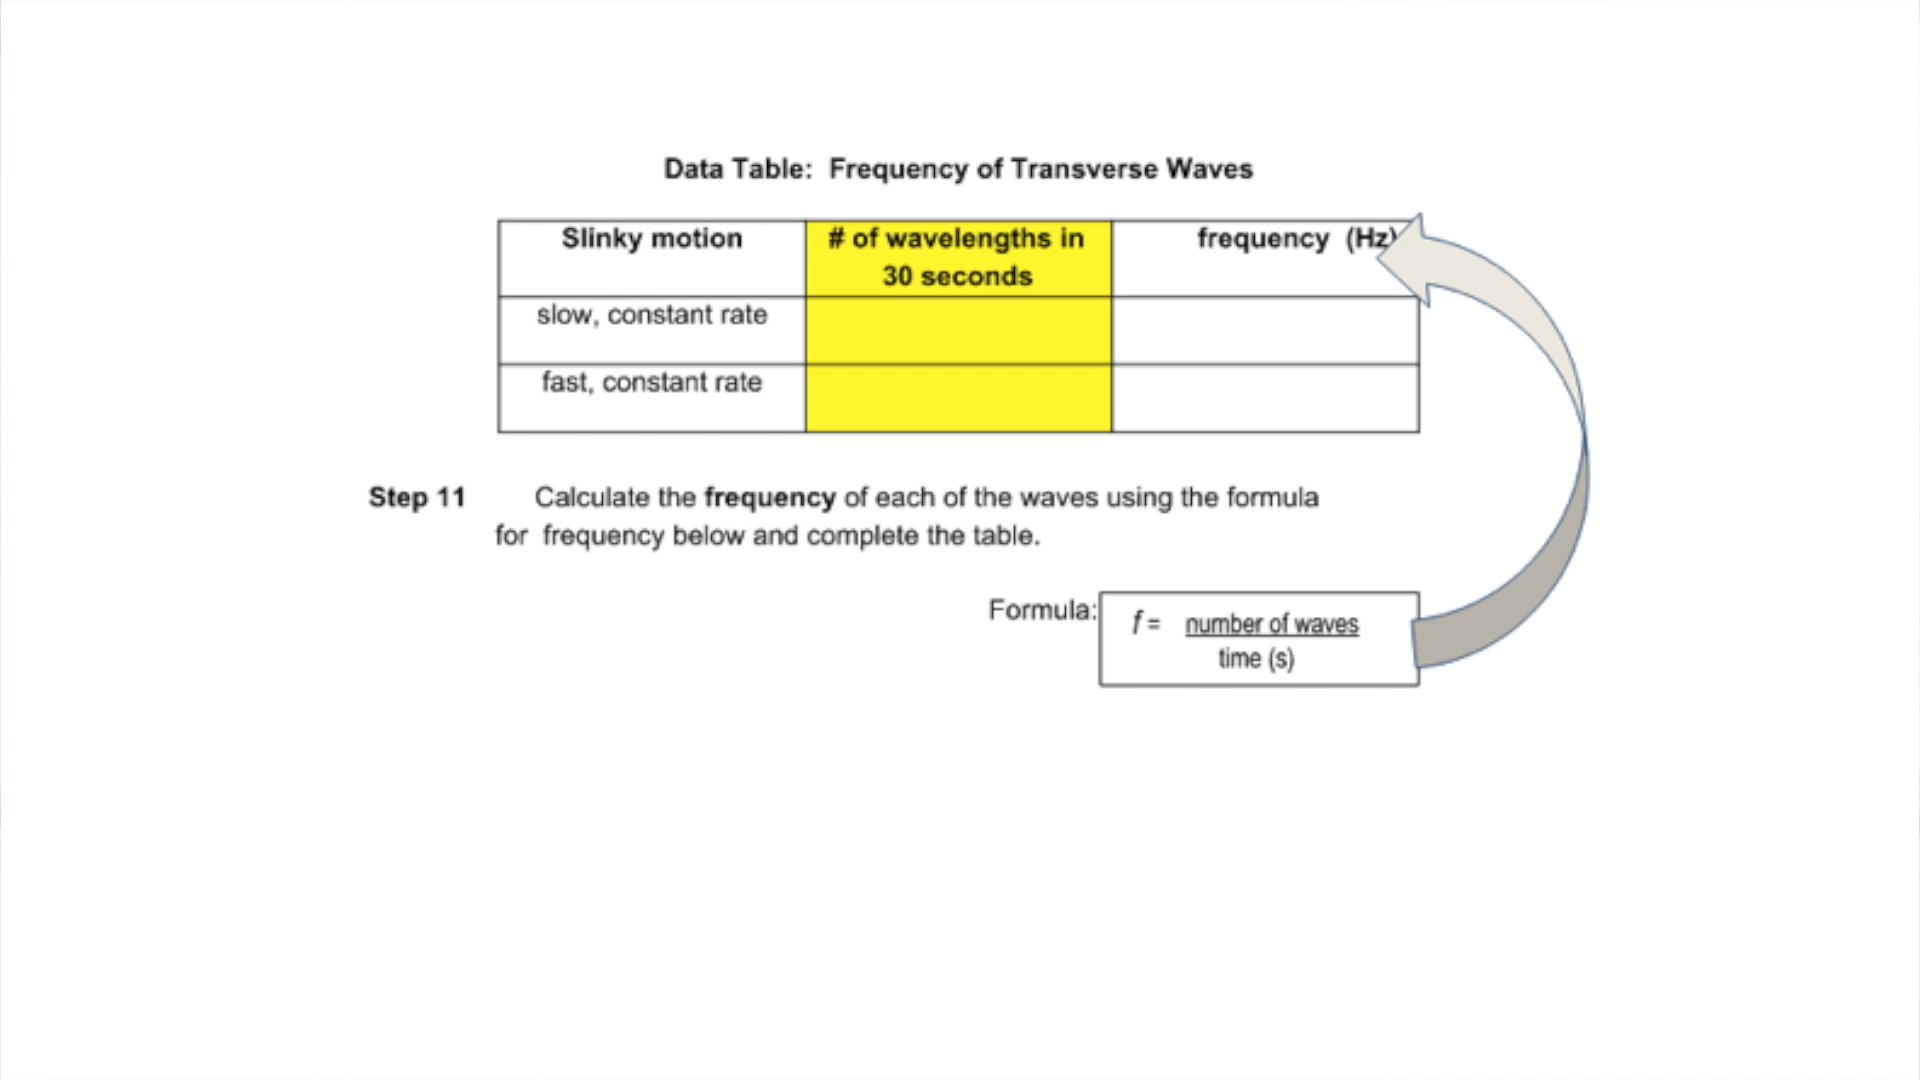 Data Table: Frequency of Transverse Waves
Slinky motion
# of wavelengths in
30 seconds
frequency (Hz)
slow, constant rate
fast, constant rate
Step 11 Calculate the frequency of each of the waves using the formula
for frequency below and complete the table.
Formula:
f = number of waves
time (s)